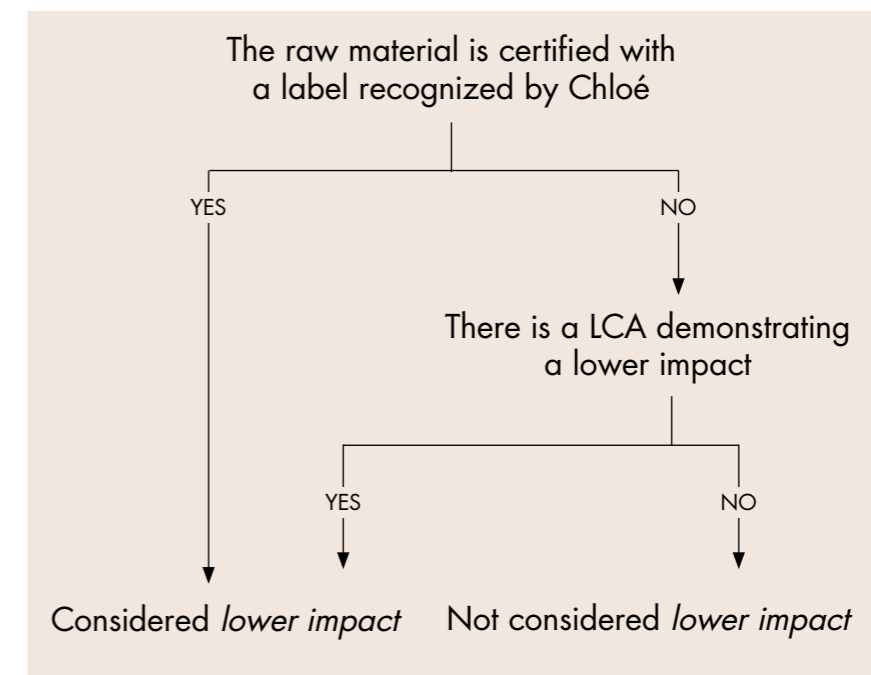 The raw material is certified with
a label recognized by Chloé
YES
NO
There is a LCA demonstrating
a lower impact
YES
NO
Considered lower impact
Not considered lower impact